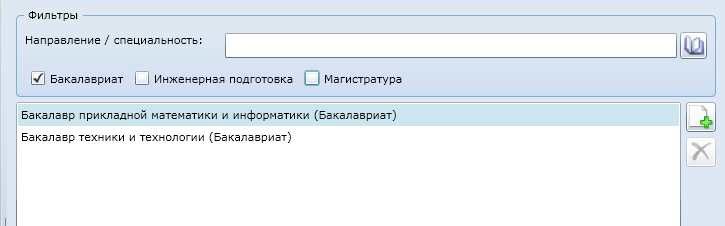 Фильтры
Направление / специальность:
Бакалавриат Инженерная подготовка Магистратура
Бакалавр прикладной математики и информатики (Бакалавриат)
Бакалавр техники и технологии (Бакалавриат)